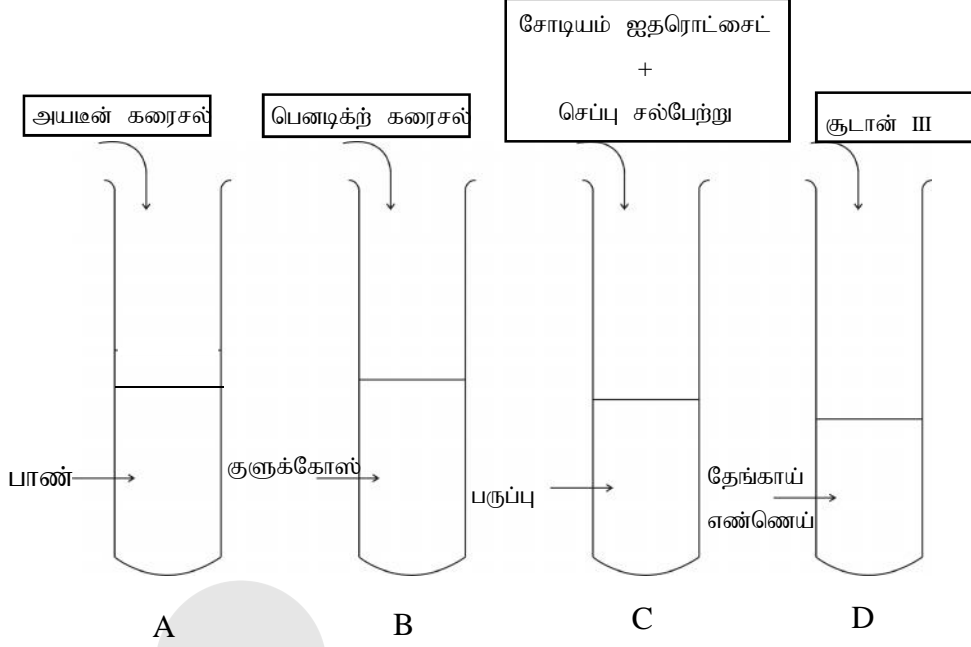 அயடீன் கரைசல்
பெனடிக்ற் கரைசல்
சோடியம் ஐதரொட்சைட்
+
செப்பு சல்பேற்று
சூடான் III
பாண்
குளுக்கோஸ்
பருப்பு
தேங்காய்
எண்ணெய்
A
B
C
D